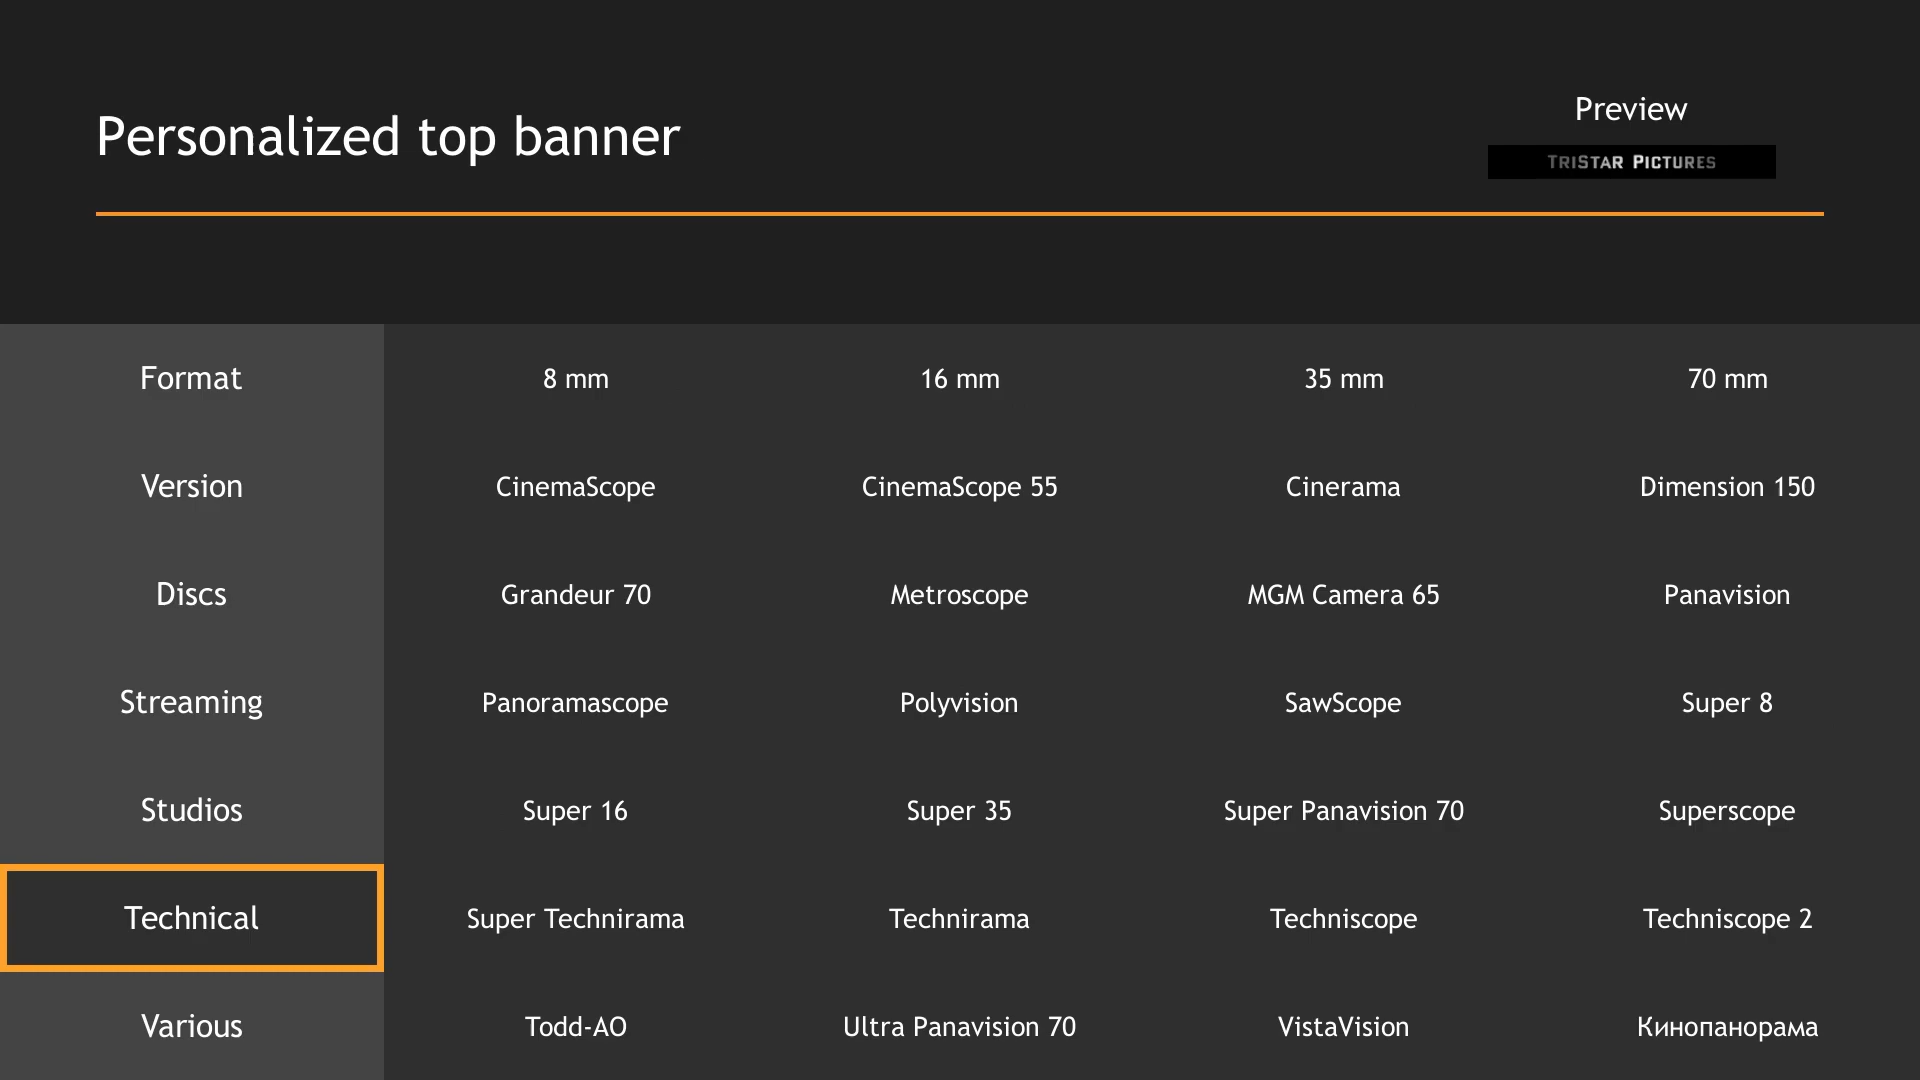 Personalized top banner
Preview
TRISTAR PICTURES
Format
8 mm
16 mm
35 mm
70 mm
Version
CinemaScope
CinemaScope 55
Cinerama
Dimension 150
Discs
Grandeur 70
Metroscope
MGM Camera 65
Panavision
Streaming
Panoramascope
Polyvision
SawScope
Super 8
Studios
Super 16
Super 35
Super Panavision 70
Superscope
Technical
Super Technirama
Technirama
Techniscope
Techniscope 2
Various
Todd-AO
Ultra Panavision 70
VistaVision
Кинопанорама